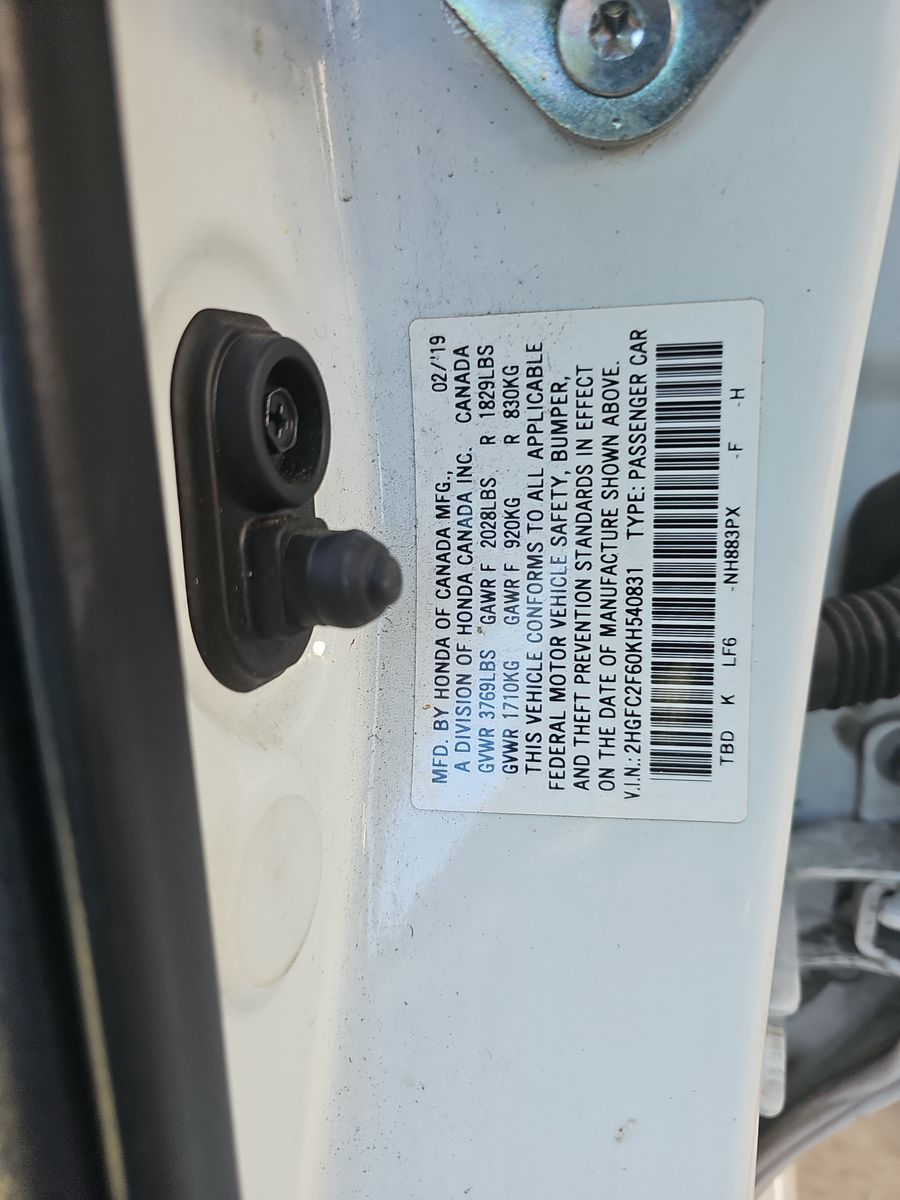 MFD. BY HONDA OF CANADA MFG., 02/'19
A DIVISION OF HONDA CANADA INC. CANADA
GVWR 3769LBS GAWR F 2028LBS R 1829LBS
GVWR 1710KG GAWR F 920KG R 830KG
THIS VEHICLE CONFORMS TO ALL APPLICABLE
FEDERAL MOTOR VEHICLE SAFETY, BUMPER,
AND THEFT PREVENTION STANDARDS IN EFFECT
ON THE DATE OF MANUFACTURE SHOWN ABOVE.
V.I.N.: 2HGFC2F60KH540831 TYPE: PASSENGER CAR
TBD K LF6 -NH883PX -F -H